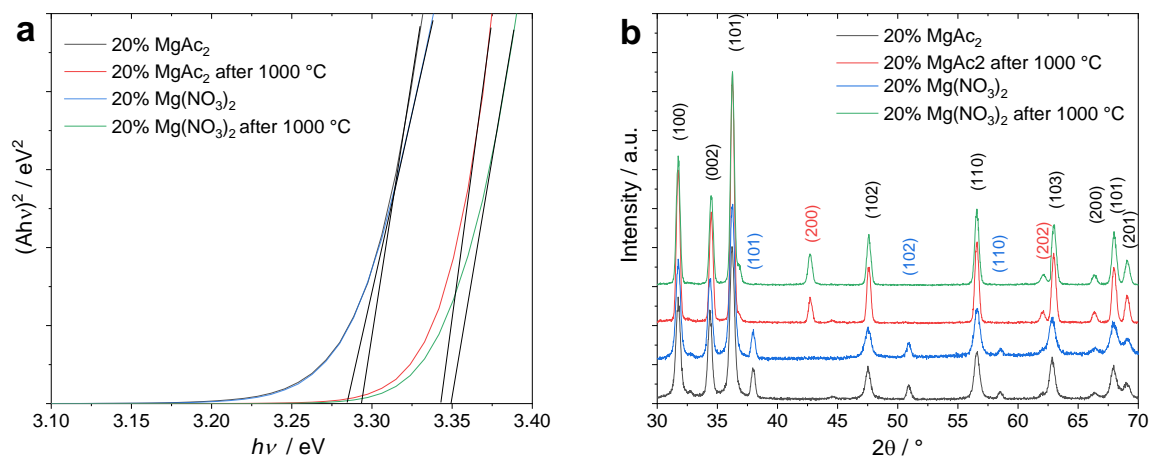 a
20% MgAc₂
20% MgAc₂ after 1000 °C
20% Mg(NO₃)₂
20% Mg(NO₃)₂ after 1000 °C
(Ahν)² / eV²
3.10 3.15 3.20 3.25 3.30 3.35 3.40
hν / eV
b
20% MgAc₂
20% MgAc2 after 1000 °C
20% Mg(NO₃)₂
20% Mg(NO₃)₂ after 1000 °C
Intensity / a.u.
(100)
(002)
(101)
(101)
(200)
(102)
(102)
(110)
(110)
(202)
(103)
(200)
(101)
(201)
30 35 40 45 50 55 60 65 70
2θ / °